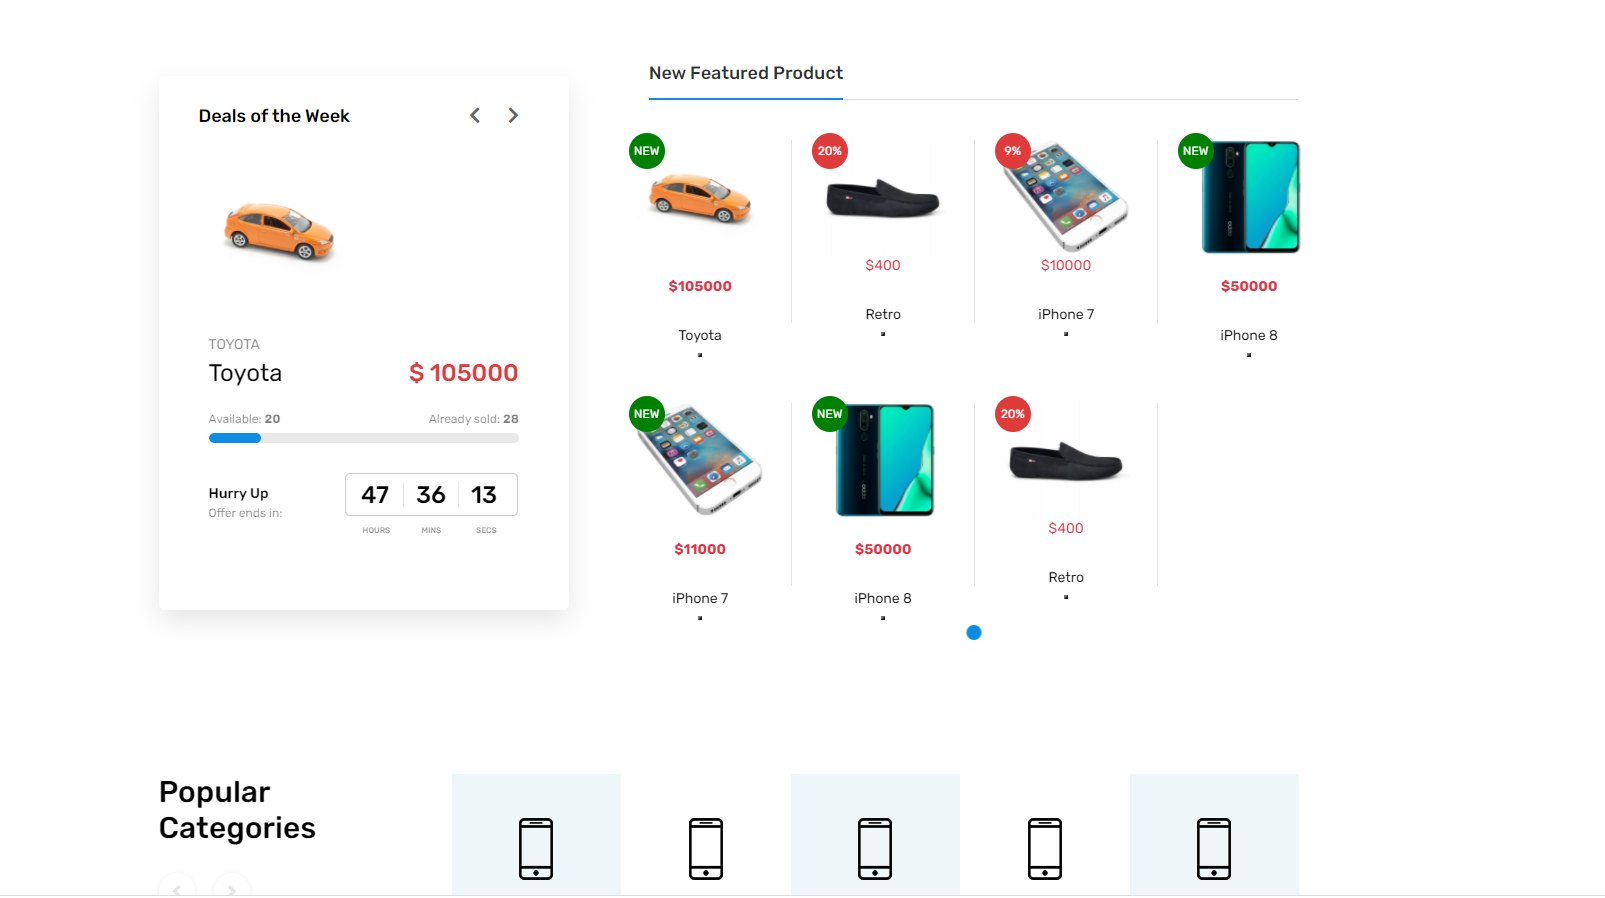 Deals of the Week
TOYOTA
Toyota
$ 105000
Available: 20
Already sold: 28
Hurry Up
Offer ends in:
47 36 13
HOURS MINS SECS
New Featured Product
NEW
$105000
Toyota
20%
$400
Retro
9%
$10000
iPhone 7
NEW
$50000
iPhone 8
NEW
$11000
iPhone 7
NEW
$50000
iPhone 8
20%
$400
Retro
Popular
Categories